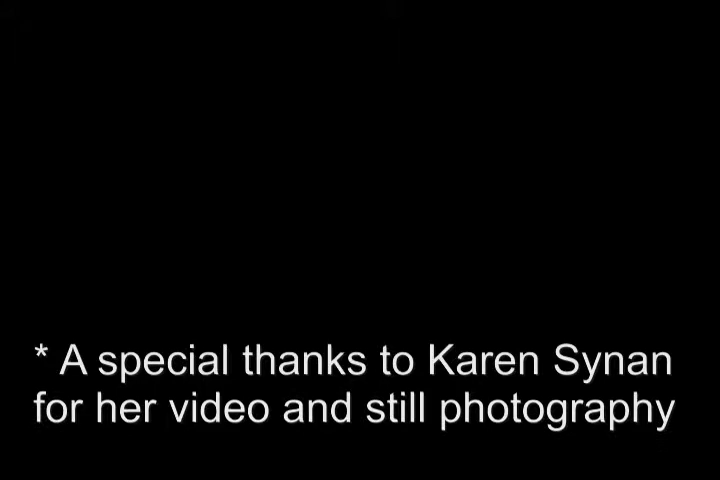 * A special thanks to Karen Synan
for her video and still photography